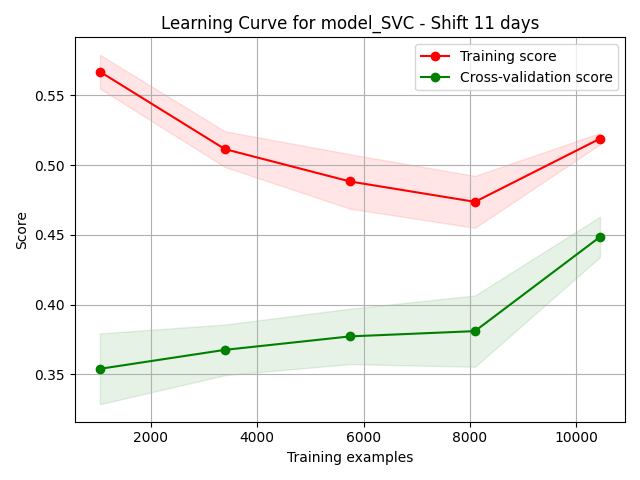 Learning Curve for model_SVC - Shift 11 days
Training score
Cross-validation score
Score
0.55
0.50
0.45
0.40
0.35
2000 4000 6000 8000 10000
Training examples